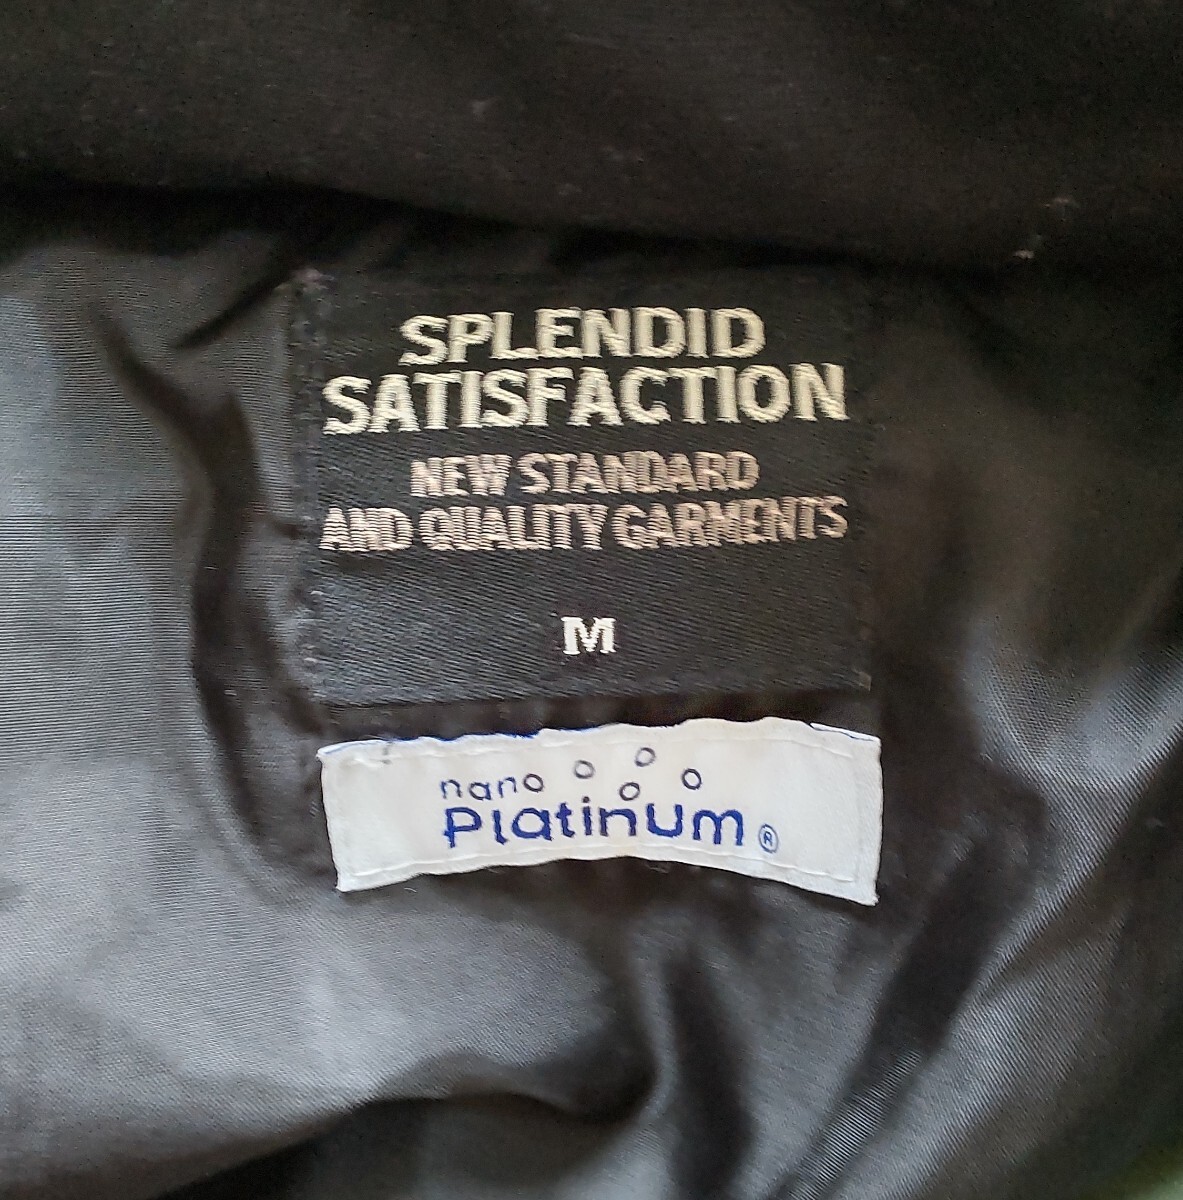 SPLENDID
SATISFACTION
NEW STANDARD
AND QUALITY GARMENTS
M
nano
Platinum®